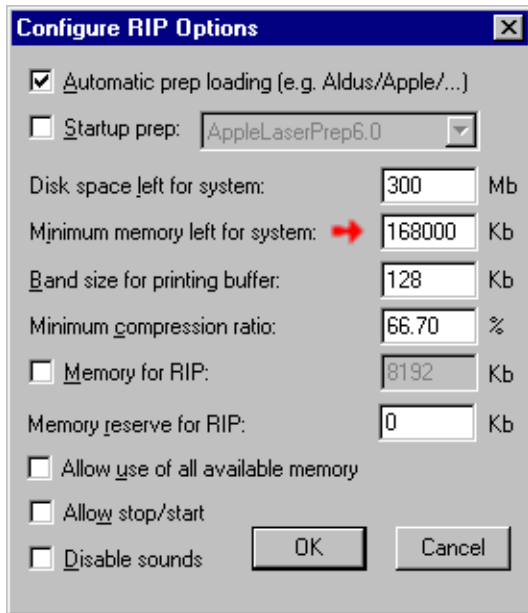 Configure RIP Options
Automatic prep loading (e.g. Aldus/Apple/...)
Startup prep: AppleLaserPrep6.0
Disk space left for system: 300 Mb
Minimum memory left for system: 168000 Kb
Band size for printing buffer: 128 Kb
Minimum compression ratio: 66.70 %
Memory for RIP: 8192 Kb
Memory reserve for RIP: 0 Kb
Allow use of all available memory
Allow stop/start
Disable sounds
OK Cancel